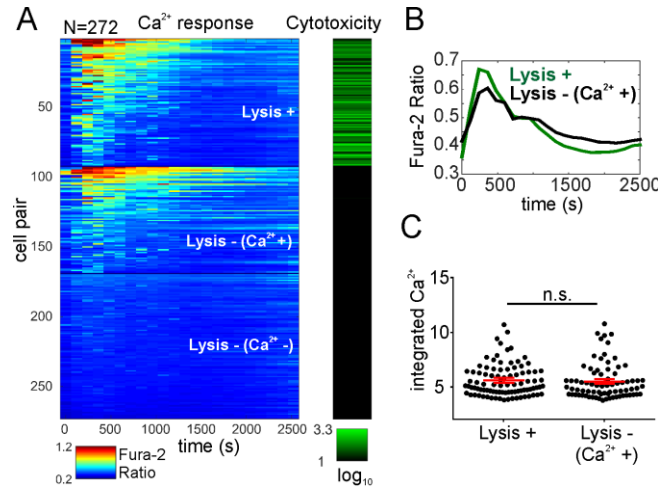 A
N=272
Ca²⁺ response
Cytotoxicity
cell pair
50
100
150
200
250
Lysis +
Lysis - (Ca²⁺ +)
Lysis - (Ca²⁺ -)
0
500
1000
1500
2000
2500
time (s)
1.2
0.2
Fura-2
Ratio
3.3
1
log₁₀
B
Fura-2 Ratio
0.7
0.6
0.5
0.4
0.3
Lysis +
Lysis - (Ca²⁺ +)
0
500
1500
2500
time (s)
C
integrated Ca²⁺
15
10
5
n.s.
Lysis +
Lysis -
(Ca²⁺ +)